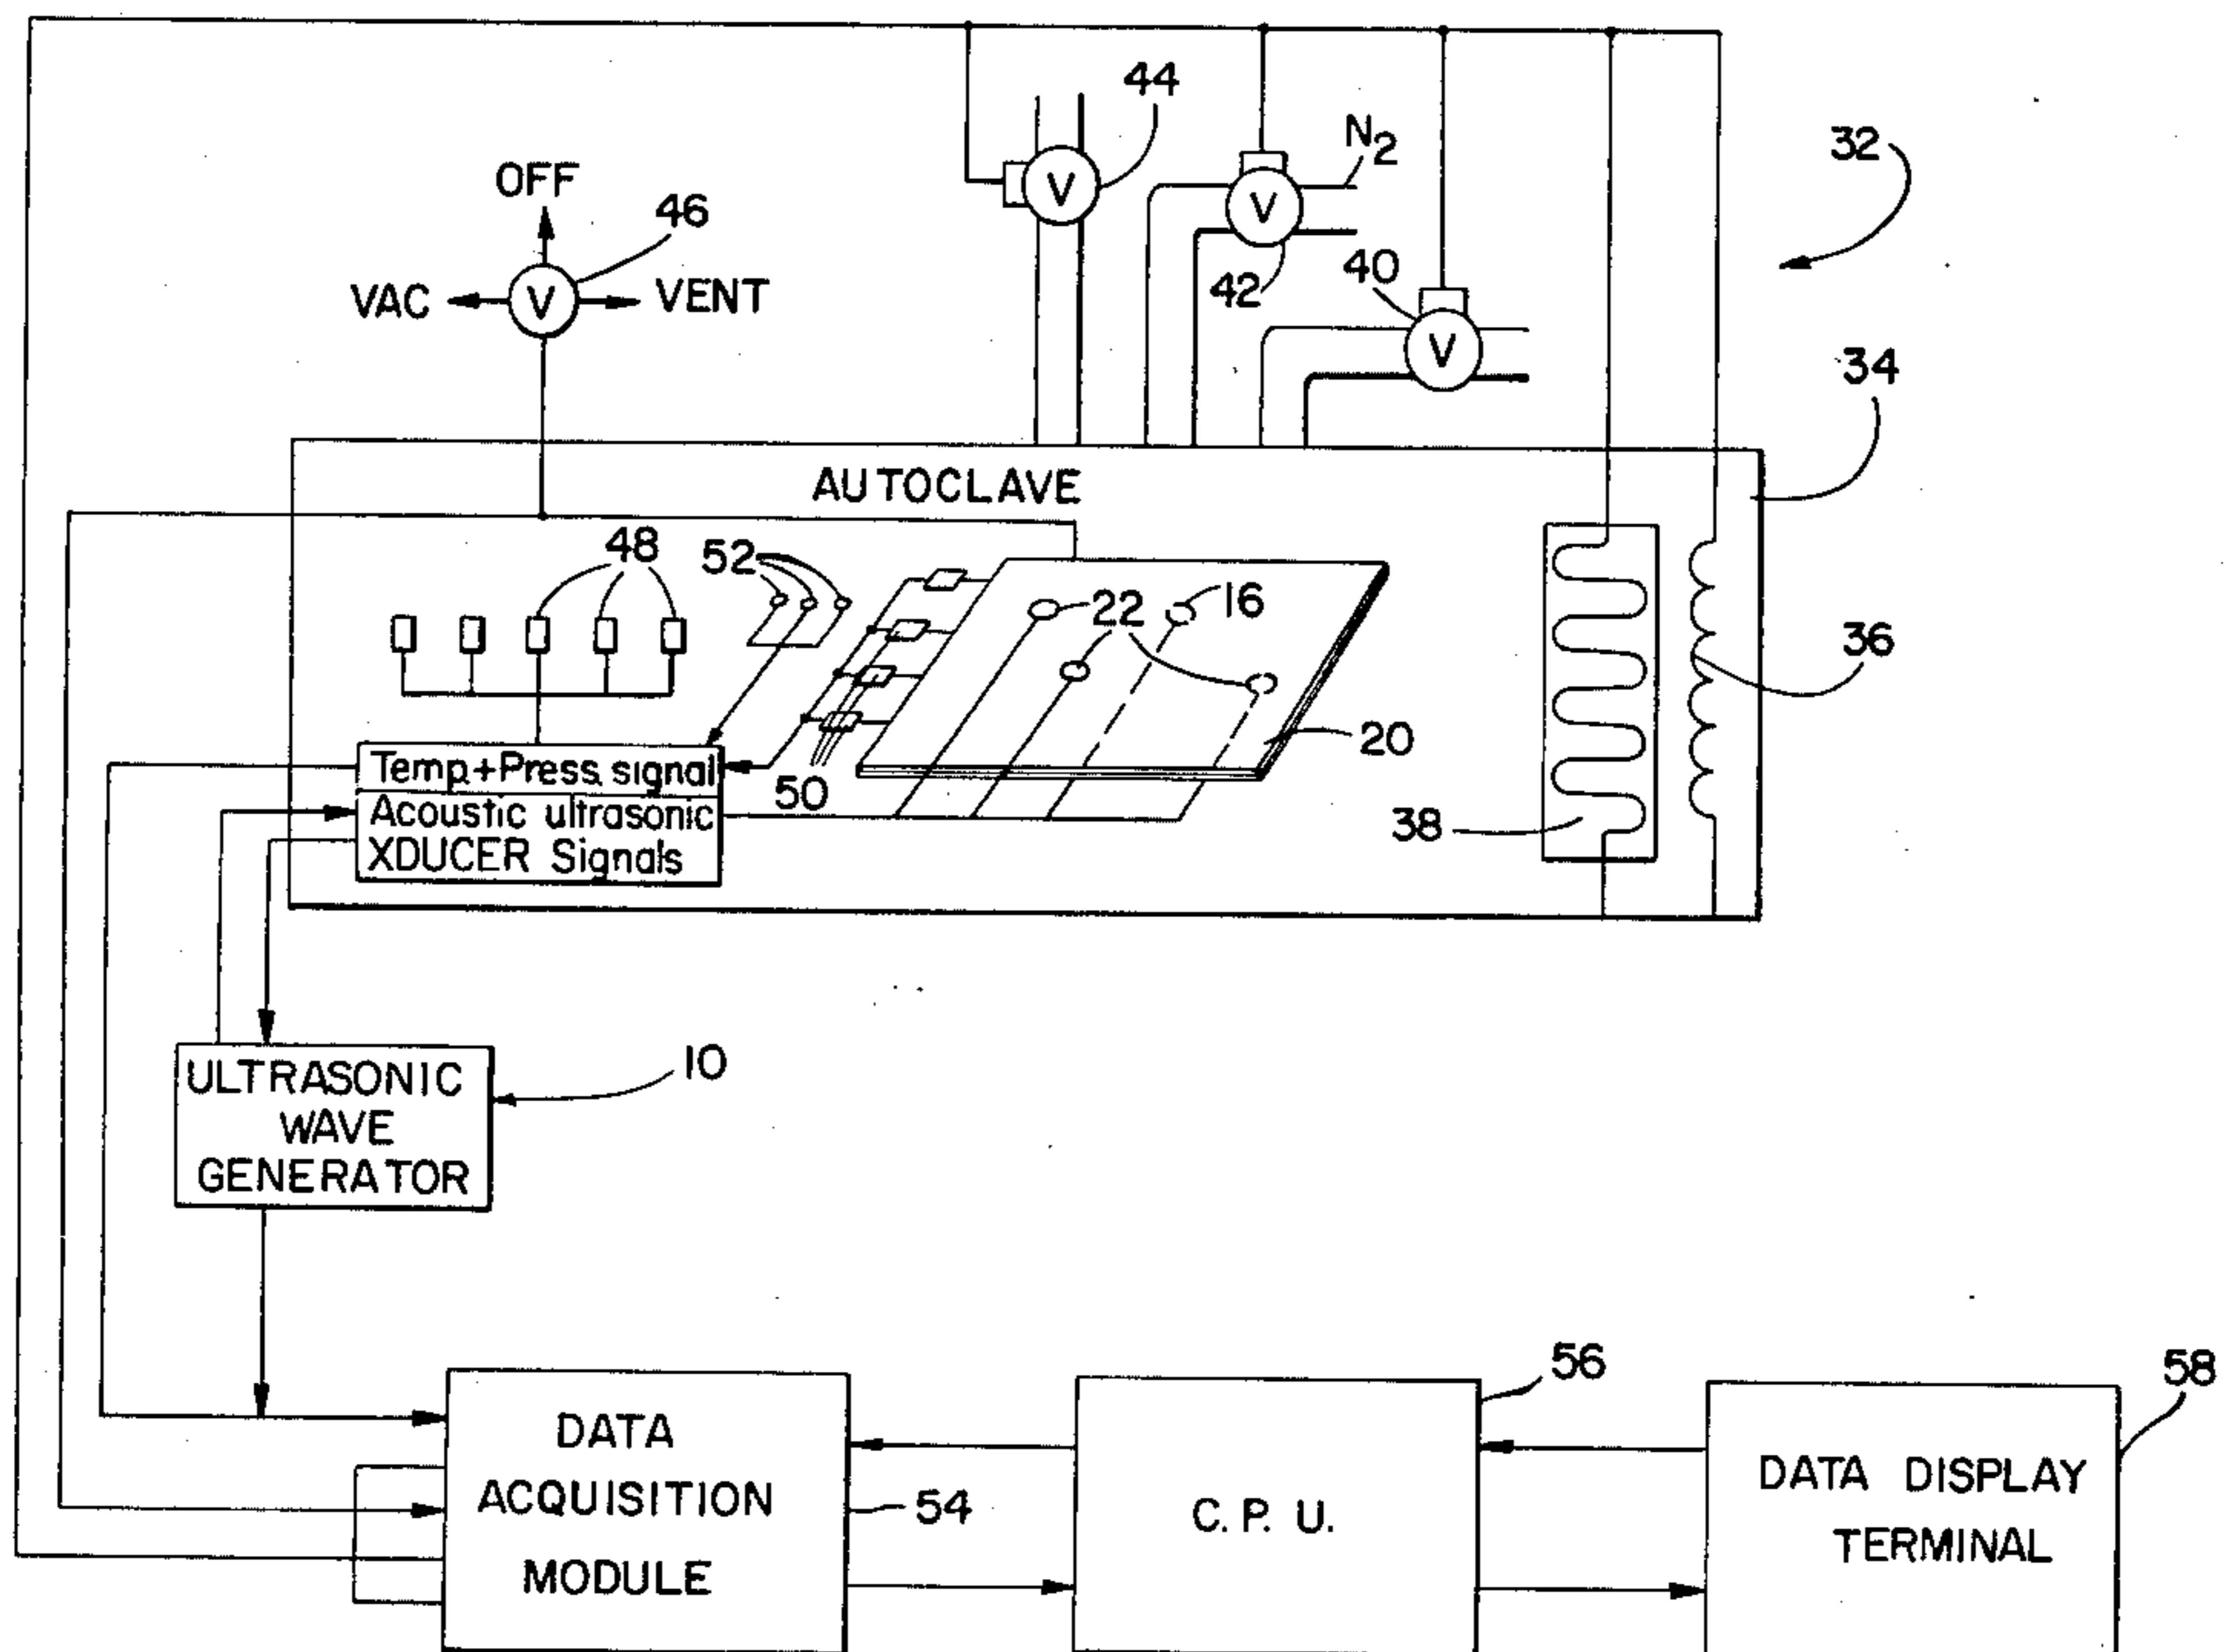 44
N2
32
OFF
46
VAC
V
VENT
V
V
42
40
V
34
AUTOCLAVE
48
52
22
16
36
20
50
38
Temp.+Press. signal
Acoustic ultrasonic
XDUCER Signals
10
ULTRASONIC
WAVE
GENERATOR
56
58
DATA
ACQUISITION
MODULE
54
C. P. U.
DATA DISPLAY
TERMINAL